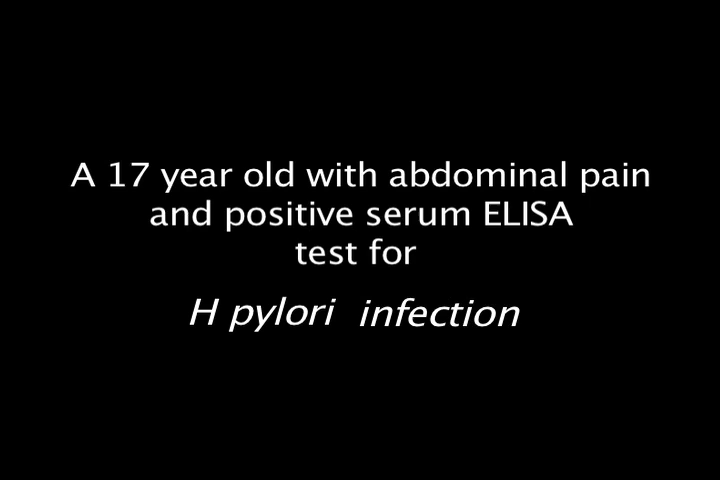 A 17 year old with abdominal pain
and positive serum ELISA
test for
H pylori infection